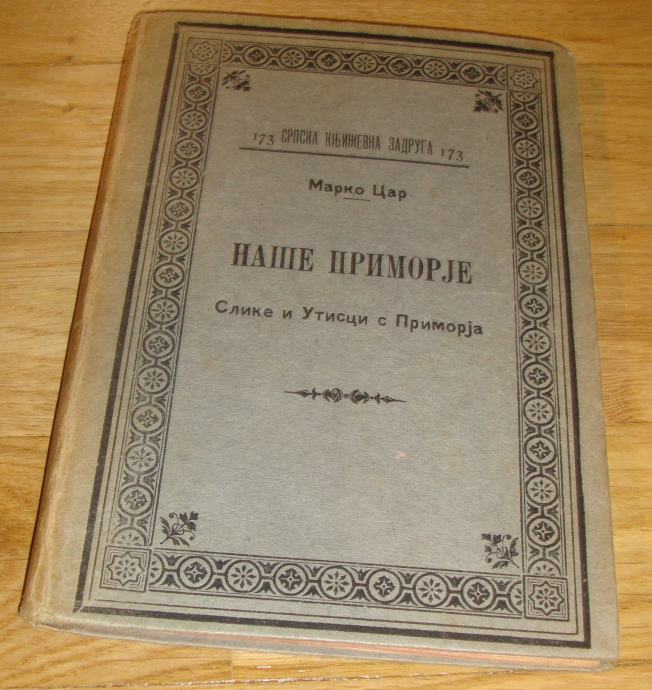 173 СРПСКА КЊИЖЕВНА ЗАДРУГА 173
Марко Цар
НАШЕ ПРИМОРЈЕ
Слике и Утисци с Приморја